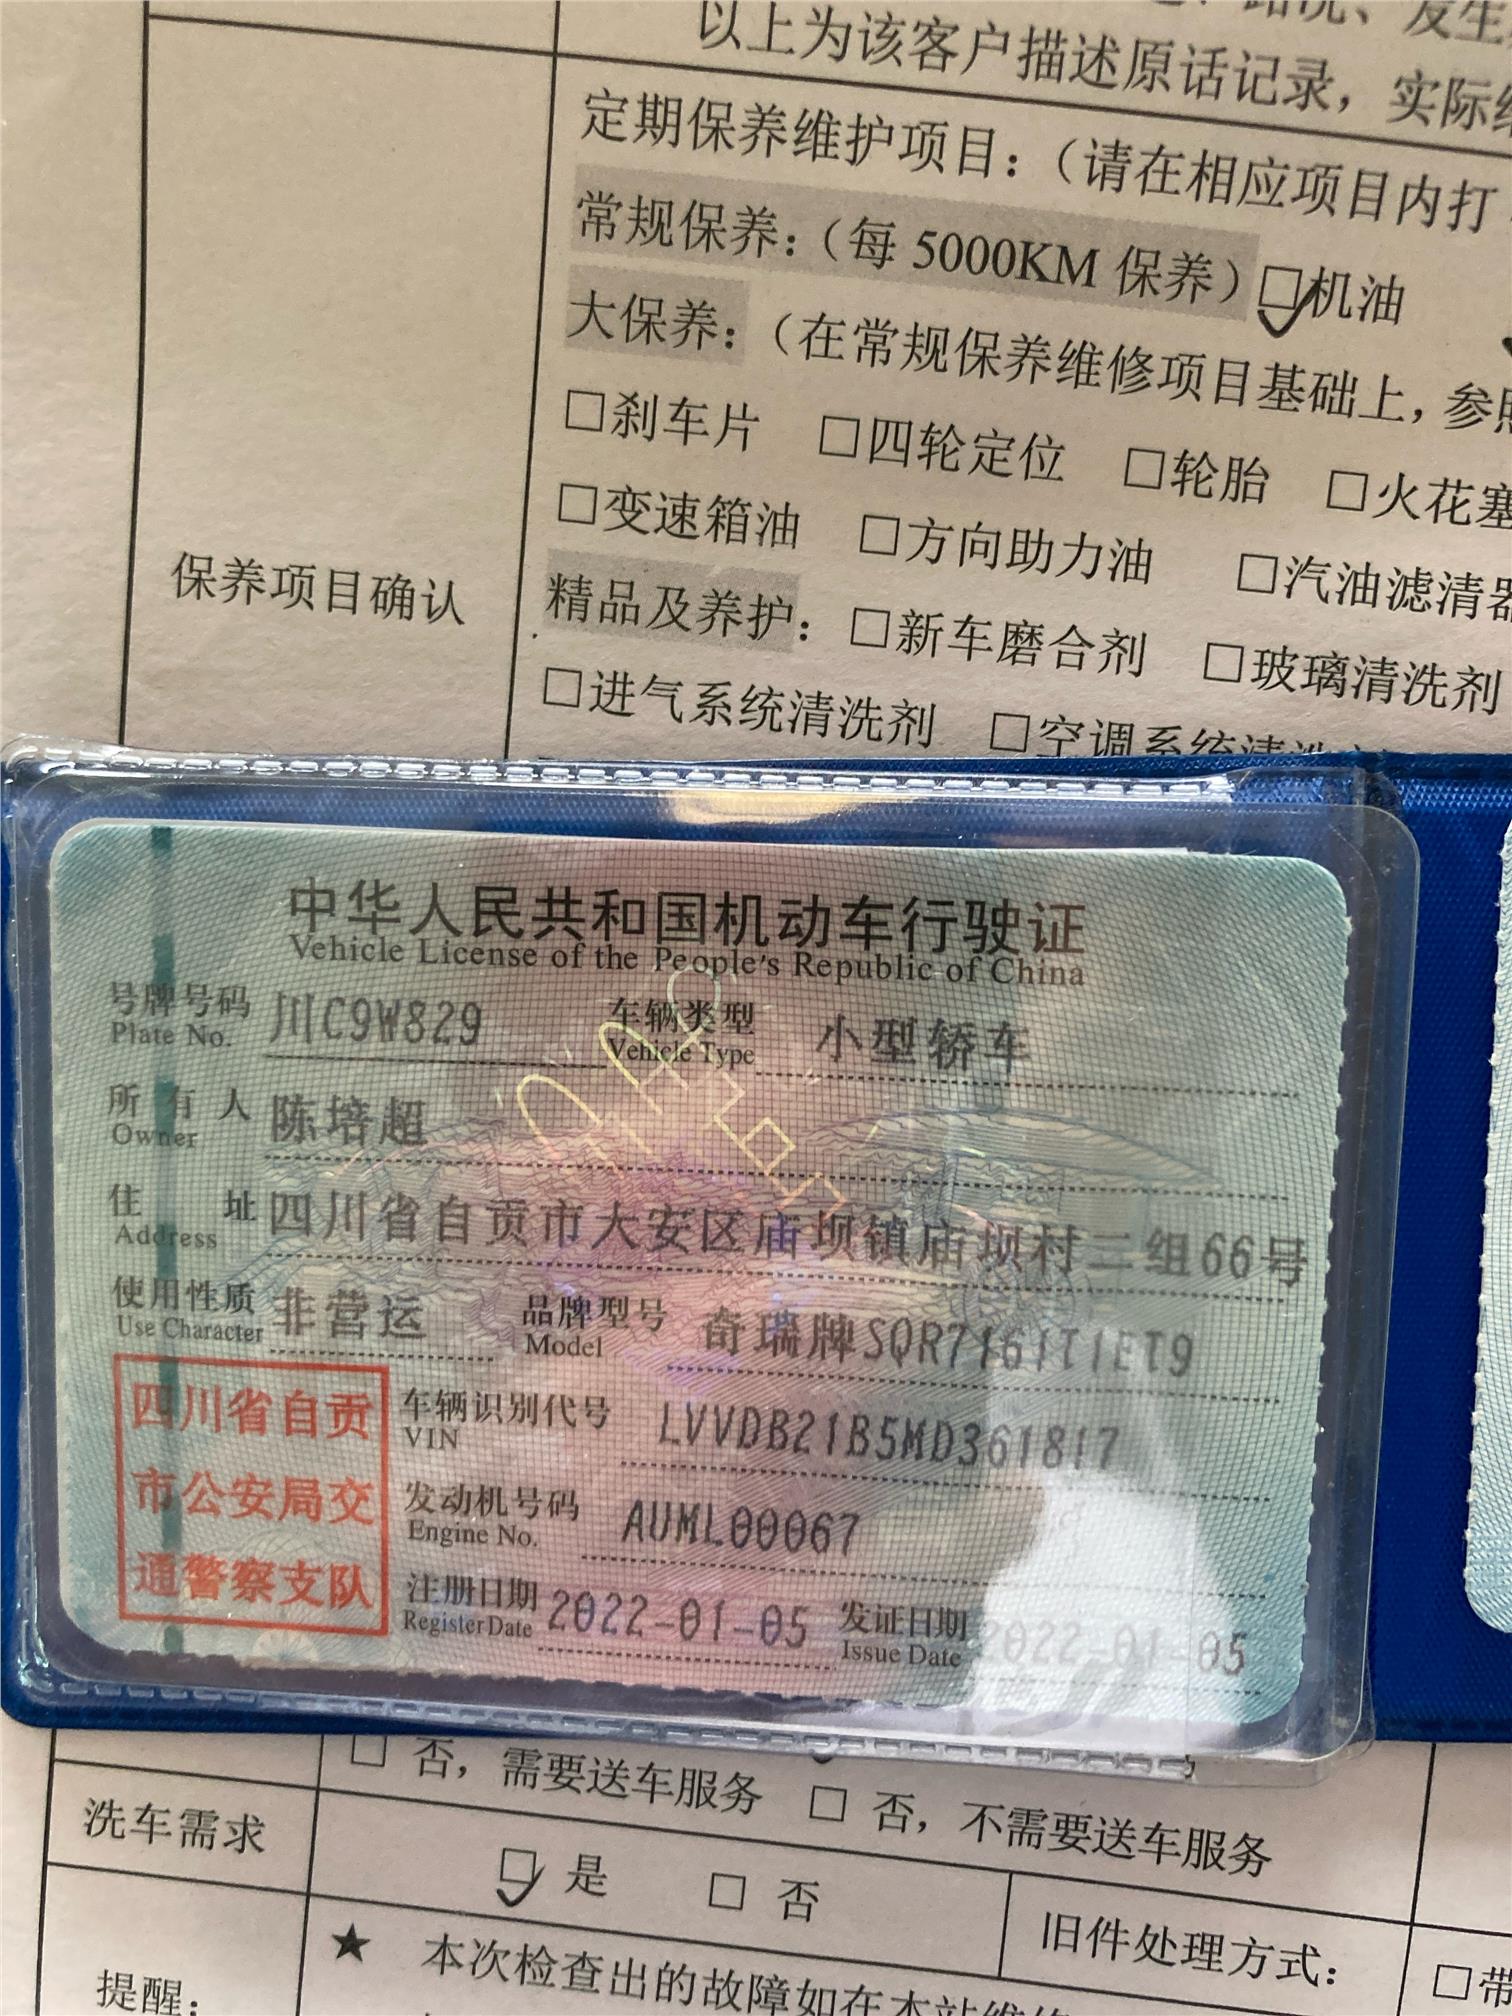 以上为该客户描述原话记录，实际
定期保养维护项目：（请在相应项目内打
常规保养：（每 5000KM 保养）□机油
大保养：（在常规保养维修项目基础上，参照
□刹车片 □四轮定位 □轮胎 □火花塞
□变速箱油 □方向助力油 □汽油滤清器
保养项目确认
精品及养护：□新车磨合剂 □玻璃清洗剂
□进气系统清洗剂 □空调系统清洗
中华人民共和国机动车行驶证
Vehicle License of the People's Republic of China
号牌号码 川C9W829 车辆类型 小型轿车
Plate No. Vehicle Type
所有人 陈培超
Owner
住址 四川省自贡市大安区庙坝镇庙坝村二组66号
Address
使用性质 非营运 品牌型号 奇瑞牌SQR7161T1ET9
Use Character Model
四川省自贡
市公安局交
通警察支队
车辆识别代号 LVVDB21B5MD361817
VIN
发动机号码 AUML00067
Engine No.
注册日期 2022-01-05 发证日期 2022-01-05
Register Date Issue Date
□ 否，需要送车服务 □ 否，不需要送车服务
洗车需求
□ 是 □ 否
旧件处理方式：
□带
提醒：
★ 本次检查出的故障如在本站维修